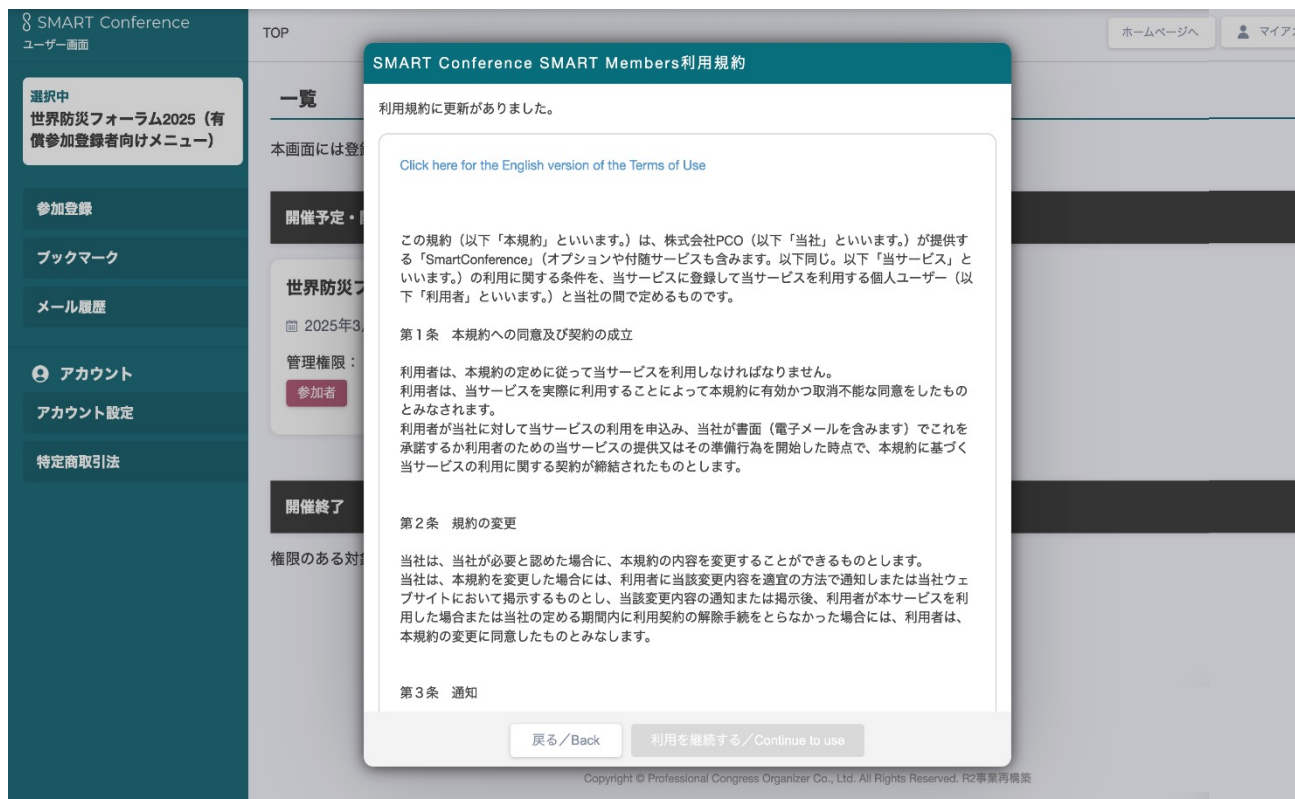 SMART Conference
ユーザー画面
TOP
ホームページへ
選択中
世界防災フォーラム2025（有
償参加登録者向けメニュー）
参加登録
ブックマーク
メール履歴
アカウント
アカウント設定
特定商取引法
一覧
開催予定・
世界防災
2025年3
管理権限：
参加者
開催終了
権限のある対
SMART Conference SMART Members利用規約
利用規約に更新がありました。
Click here for the English version of the Terms of Use
この規約（以下「本規約」といいます。）は、株式会社PCO（以下「当社」といいます。）が提供す
る「SmartConference」（オプションや付随サービスも含みます。以下同じ。以下「当サービス」と
いいます。）の利用に関する条件を、当サービスに登録して当サービスを利用する個人ユーザー（以
下「利用者」といいます。）と当社の間で定めるものです。
第１条　本規約への同意及び契約の成立
利用者は、本規約の定めに従って当サービスを利用しなければなりません。
利用者は、当サービスを実際に利用することによって本規約に有効かつ取消不能な同意をしたもの
とみなされます。
利用者が当社に対して当サービスの利用を申込み、当社が書面（電子メールを含みます）でこれを
承諾するか利用者のための当サービスの提供又はその準備行為を開始した時点で、本規約に基づく
当サービスの利用に関する契約が締結されたものとします。
第２条　規約の変更
当社は、当社が必要と認めた場合に、本規約の内容を変更することができるものとします。
当社は、本規約を変更した場合には、利用者に当該変更内容を適宜の方法で通知しまたは当社ウェ
ブサイトにおいて掲示するものとし、当該変更内容の通知または掲示後、利用者が本サービスを利
用した場合または当社の定める期間内に利用契約の解除手続をとらなかった場合には、利用者は、
本規約の変更に同意したものとみなします。
第３条　通知
戻る／Back
利用を継続する／Continue to use
Copyright © Professional Congress Organizer Co., Ltd. All Rights Reserved. R2事業再構築